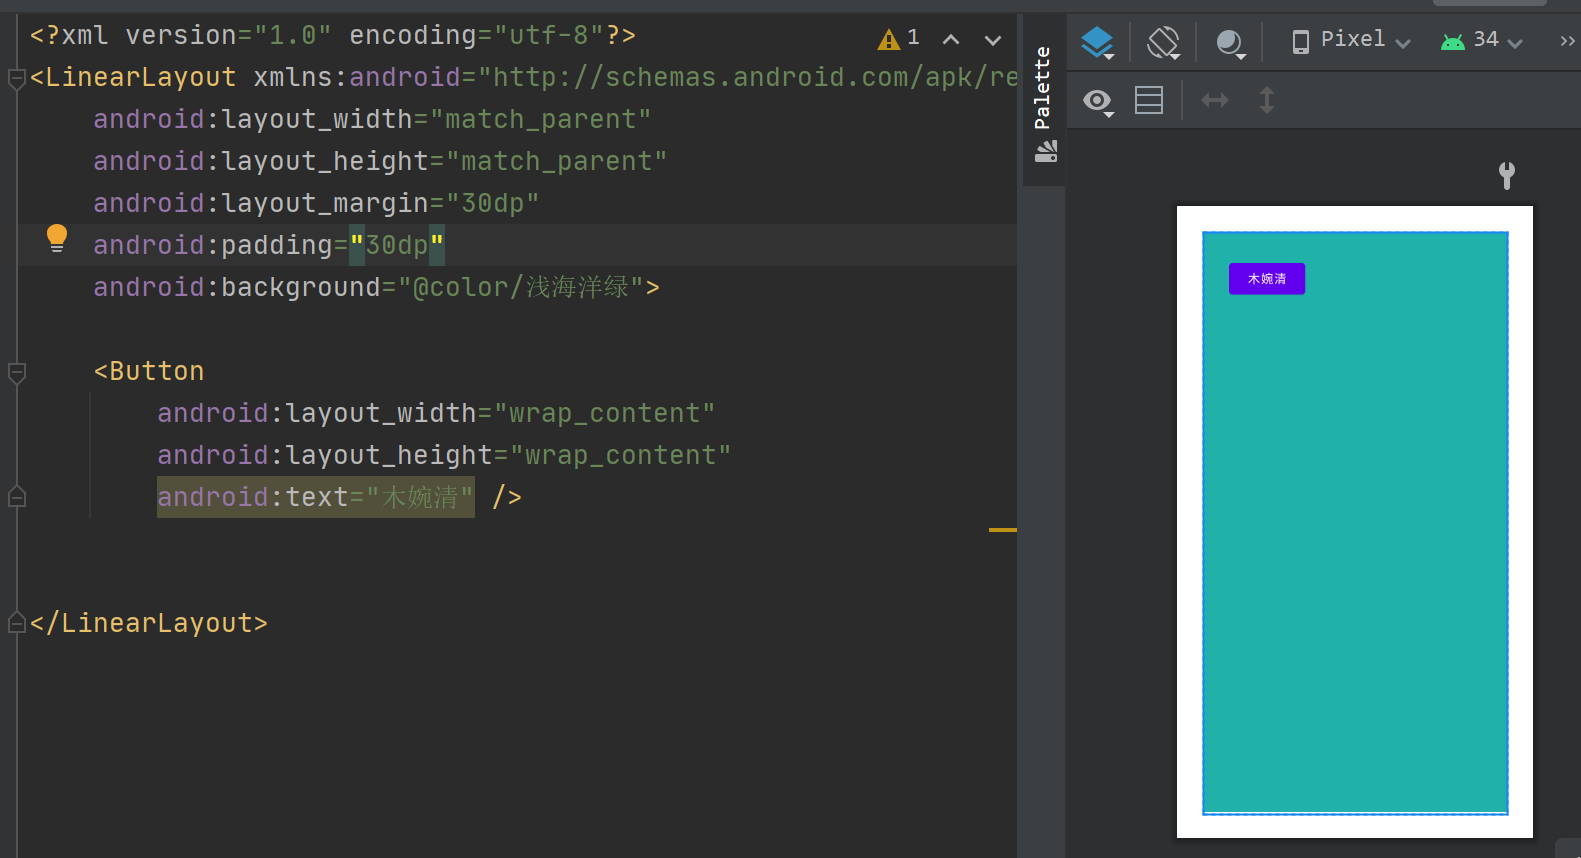 <?xml version="1.0" encoding="utf-8"?>
1
<LinearLayout xmlns:android="http://schemas.android.com/apk/re
android:layout_width="match_parent"
android:layout_height="match_parent"
android:layout_margin="30dp"
android:padding="30dp"
android:background="@color/浅海洋绿">
<Button
android:layout_width="wrap_content"
android:layout_height="wrap_content"
android:text="木婉清" />
</LinearLayout>
Palette
Pixel
34
木婉清